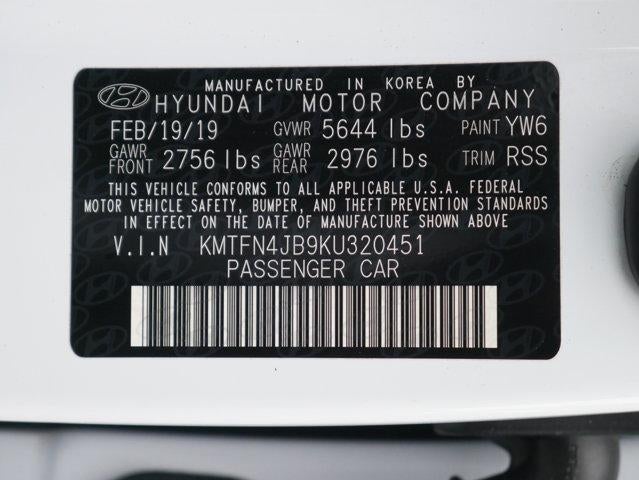 MANUFACTURED IN KOREA BY
HYUNDAI MOTOR COMPANY
FEB/19/19 GVWR 5644 lbs PAINT YW6
GAWR FRONT 2756 lbs GAWR REAR 2976 lbs TRIM RSS
THIS VEHICLE CONFORMS TO ALL APPLICABLE U.S.A. FEDERAL
MOTOR VEHICLE SAFETY, BUMPER, AND THEFT PREVENTION STANDARDS
IN EFFECT ON THE DATE OF MANUFACTURE SHOWN ABOVE
V.I.N KMTFN4JB9KU320451
PASSENGER CAR